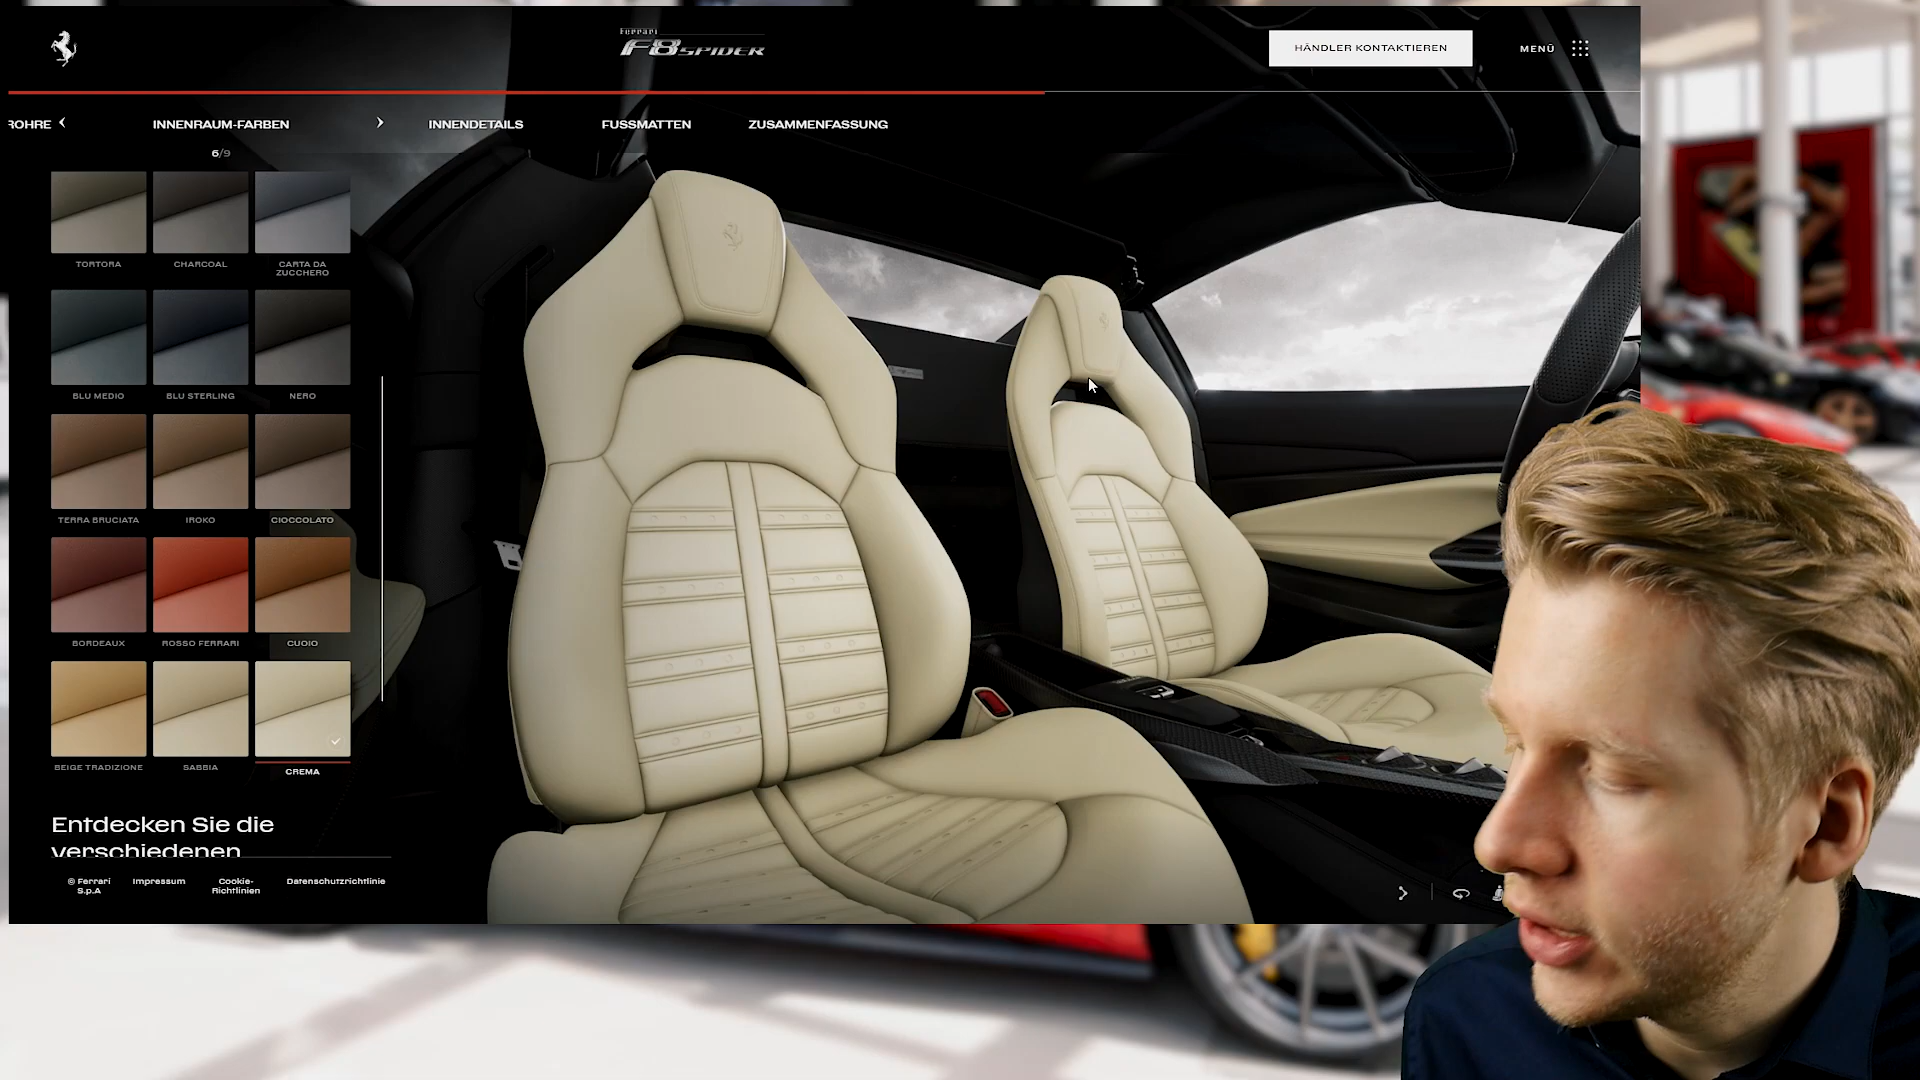 Ferrari
F8 SPIDER
HÄNDLER KONTAKTIEREN
MENÜ
ROHRE
INNENRAUM-FARBEN
INNENDETAILS
FUSSMATTEN
ZUSAMMENFASSUNG
6/9
TORTORA
CHARCOAL
CARTA DA
ZUCCHERO
BLU MEDIO
BLU STERLING
NERO
TERRA BRUCIATA
IROKO
CIOCCOLATO
BORDEAUX
ROSSO FERRARI
CUOIO
BEIGE TRADIZIONE
SABBIA
CREMA
Entdecken Sie die
verschiedenen
© Ferrari
S.p.A
Impressum
Cookie-
Richtlinien
Datenschutzrichtlinie